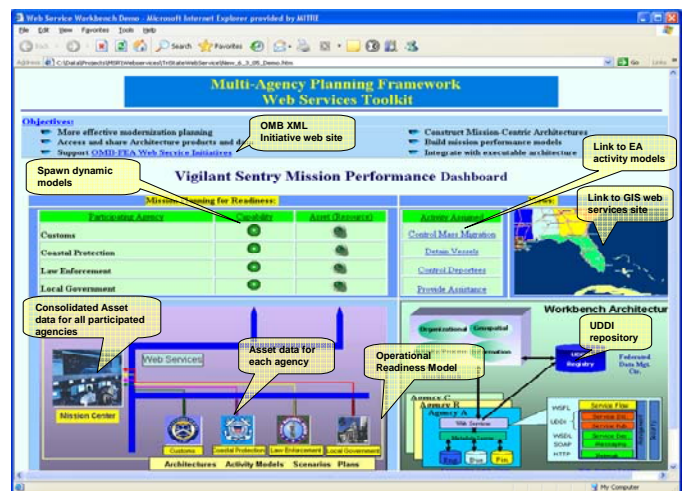 Web Service Workbench Demo - Microsoft Internet Explorer provided by MITRE
File Edit View Favorites Tools Help
Back Search Favorites
Address C:\Data\Projects\
Go Links
Multi-Agency Planning Framework
Web Services Toolkit
Objectives:
More effective modernization planning
Access and share Architecture products and
Support OMB-FEA Web Service Initiatives
Construct Mission-Centric Architectures
Build mission performance models
Integrate with executable architecture
OMB XML
Initiative web site
Link to EA
activity models
Spawn dynamic
models
Vigilant Sentry Mission Performance Dashboard
Link to GIS web
services site
Mission Planning for Readiness:
Participating Agency Capability Asset (Resource)
Customs
Coastal Protection
Law Enforcement
Local Government
Activity Assigned
Control Mass Migration
Detain Vessels
Control Deportees
Provide Assistance
Consolidated Asset
data for all participated
agencies
Web Services
Mission Center
Asset data for
each agency
Operational
Readiness Model
Customs Coastal Protection Law Enforcement Local Government
Architectures Activity Models Scenarios Plans
Workbench Architectur
Organizational Geospatial
UDDI
repository
UDDI
Registry
Federated
Data Mgt.
Ctr.
Agency C
Agency B
Agency A
Web Services
WSFL
UDDI
WSDL
SOAP
HTTP
Service Flow
My Computer